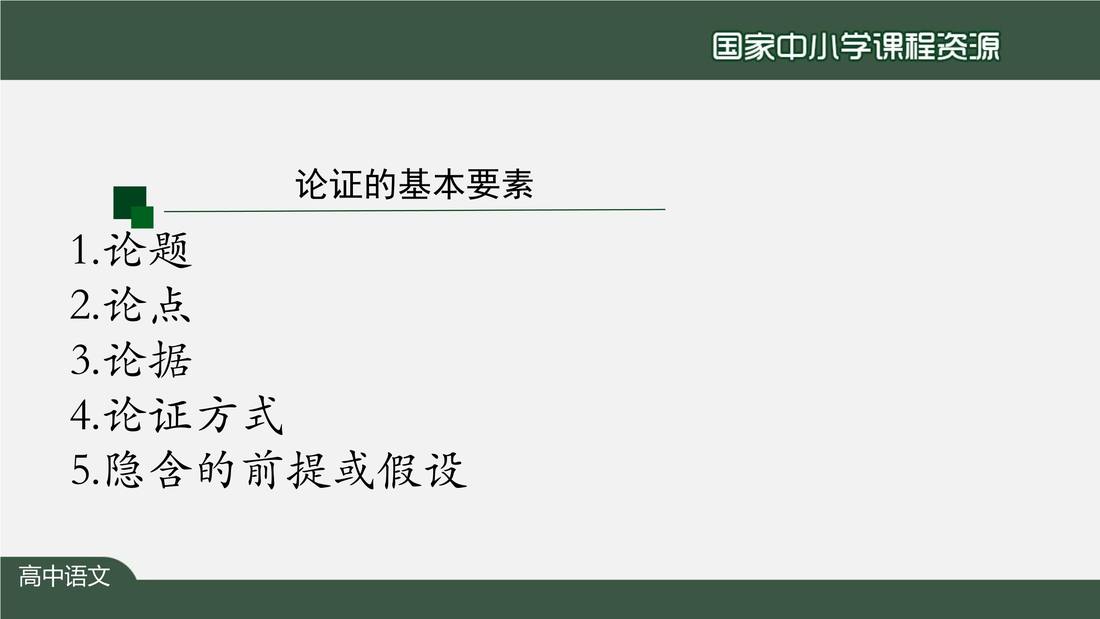 国家中小学课程资源
论证的基本要素
1.论题
2.论点
3.论据
4.论证方式
5.隐含的前提或假设
高中语文